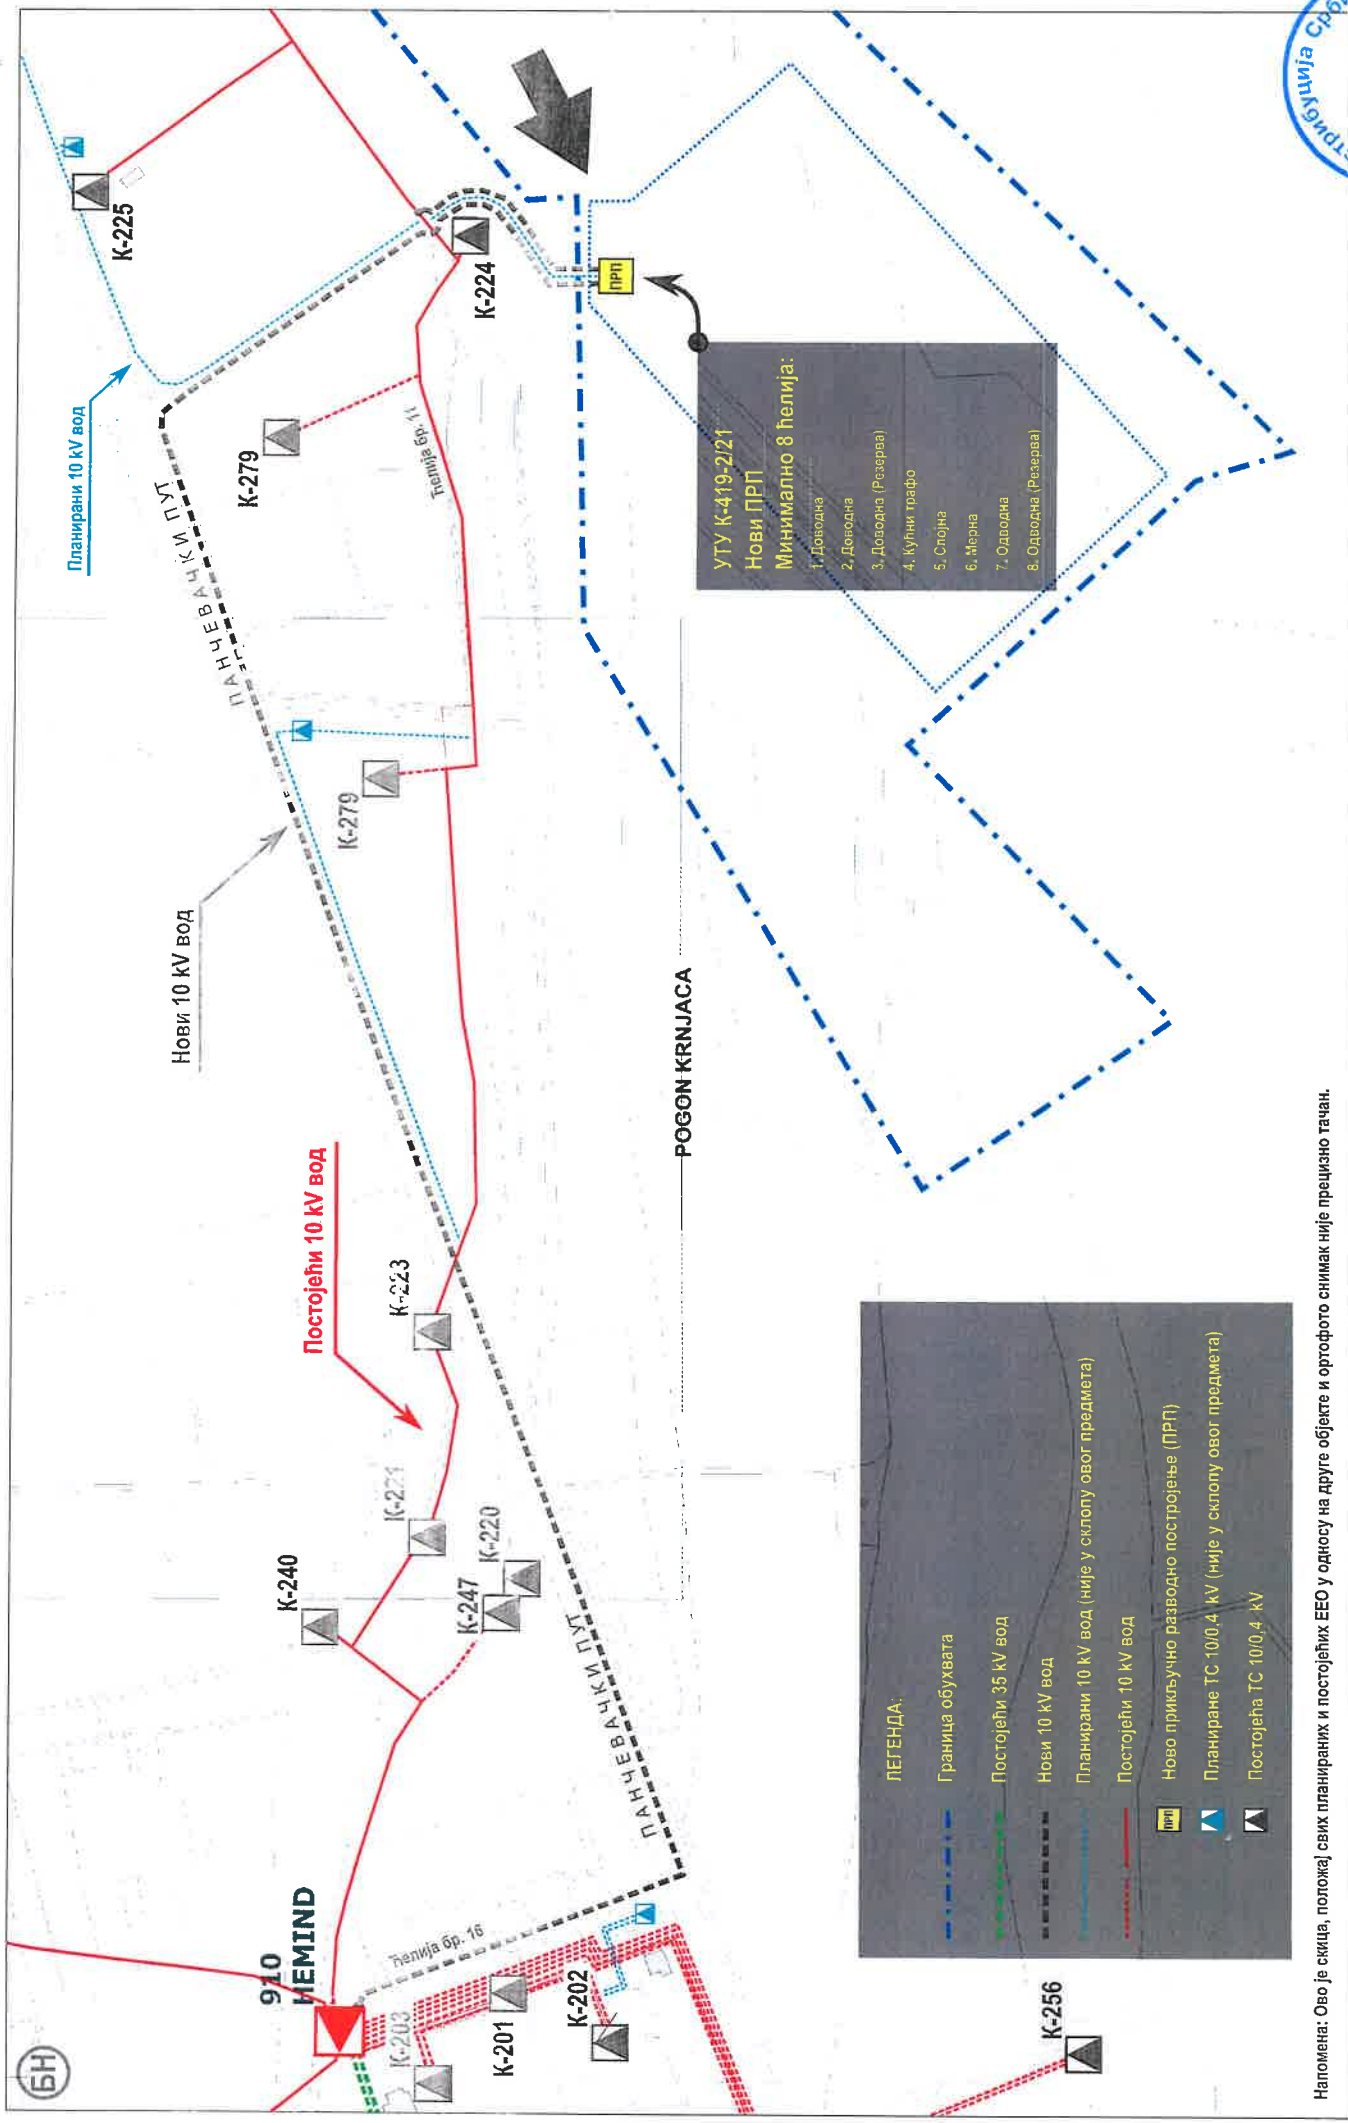 БН
910
HEMIND
К-203
К-201
К-202
К-256
Ћелија бр. 16
К-240
К-247
К-220
К-221
К-223
Постојећи 10 kV вод
ПАНЧЕВАЧКИ ПУТ
Нови 10 kV вод
POGON KRNJACA
К-279
К-279
Ћелија бр. 11
ПАНЧЕВАЧКИ ПУТ
Планирани 10 kV вод
К-225
К-224
ПРП
УТУ К-419-2/21
Нови ПРП
Минимално 8 ћелија:
1. Доводна
2. Доводна
3. Доводна (Резерва)
4. Кућни трафо
5. Спојна
6. Мерна
7. Одводна
8. Одводна (Резерва)
ЛЕГЕНДА:
Граница обухвата
Постојећи 35 kV вод
Нови 10 kV вод
Планирани 10 kV вод (није у склопу овог предмета)
Постојећи 10 kV вод
ПРП Ново прикључно разводно постројење (ПРП)
Планиране ТС 10/0,4 kV (није у склопу овог предмета)
Постојећа ТС 10/0,4 kV
Напомена: Ово је скица, положај свих планираних и постојећих ЕЕО у односу на друге објекте и ортофото снимак није прецизно тачан.